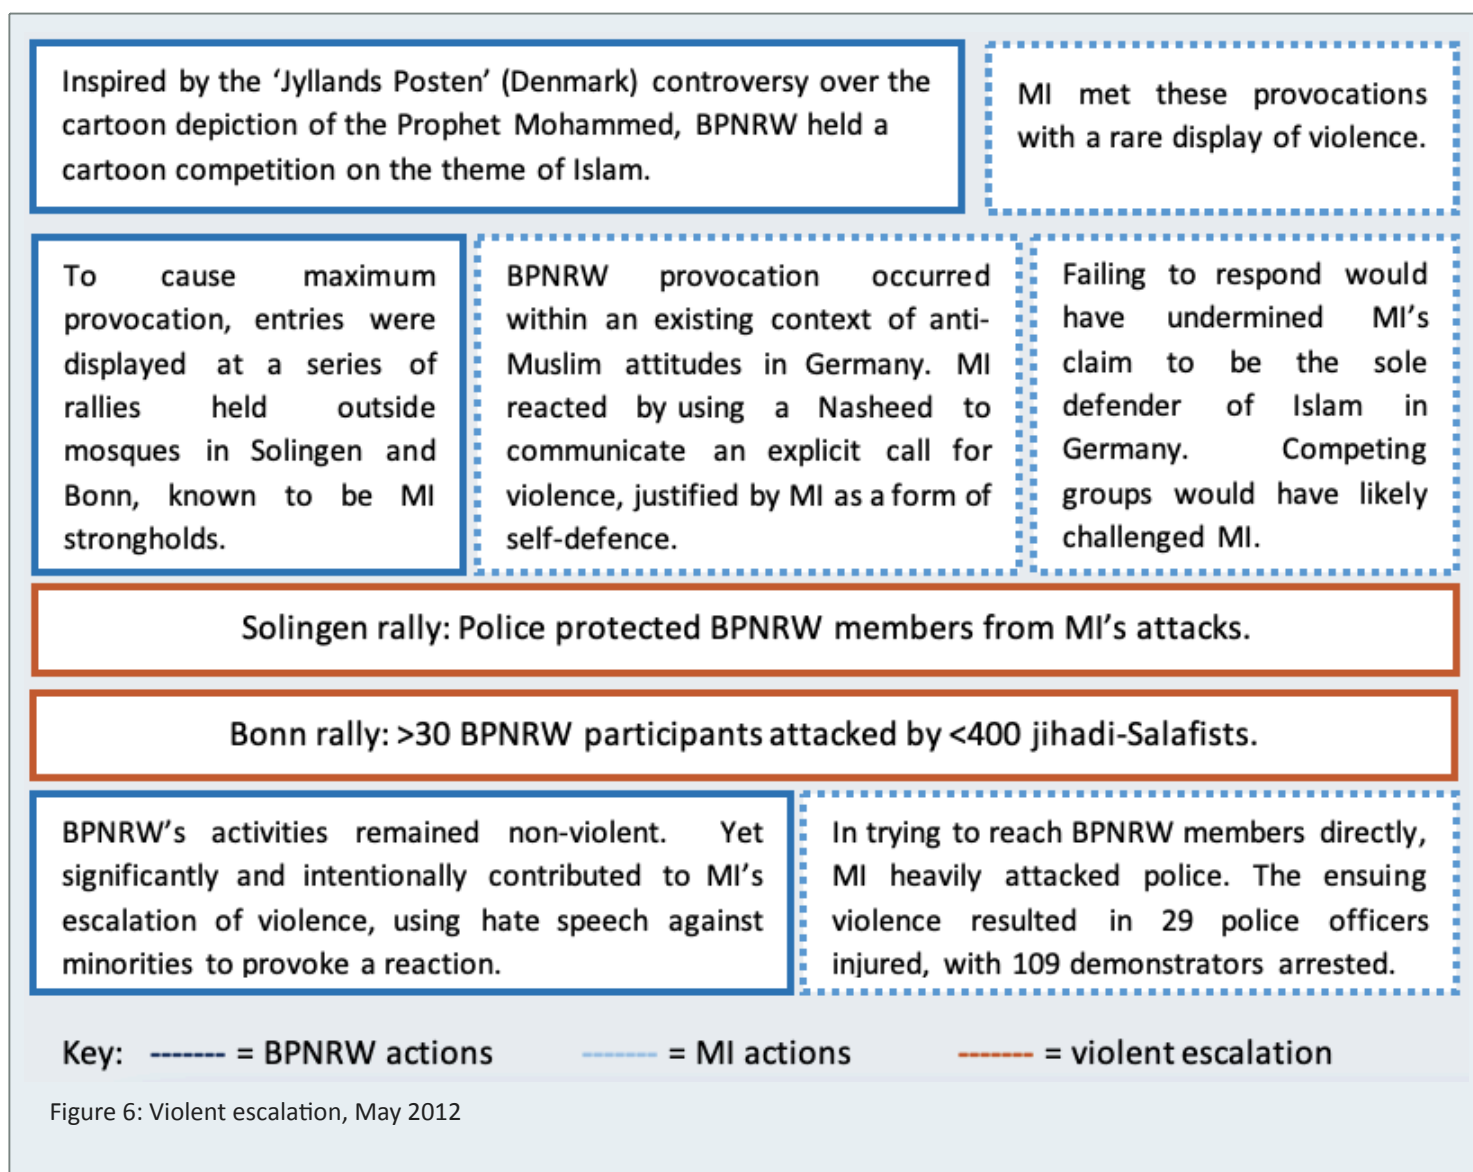 Inspired by the ‘Jyllands Posten’ (Denmark) controversy over the
cartoon depiction of the Prophet Mohammed, BPNRW held a
cartoon competition on the theme of Islam.
MI met these provocations
with a rare display of violence.
To cause maximum
provocation, entries were
displayed at a series of
rallies held outside
mosques in Solingen and
Bonn, known to be MI
strongholds.
BPNRW provocation occurred
within an existing context of anti-
Muslim attitudes in Germany. MI
reacted by using a Nasheed to
communicate an explicit call for
violence, justified by MI as a form of
self-defence.
Failing to respond would
have undermined MI’s
claim to be the sole
defender of Islam in
Germany. Competing
groups would have likely
challenged MI.
Solingen rally: Police protected BPNRW members from MI’s attacks.
Bonn rally: >30 BPNRW participants attacked by <400 jihadi-Salafists.
BPNRW’s activities remained non-violent. Yet
significantly and intentionally contributed to MI’s
escalation of violence, using hate speech against
minorities to provoke a reaction.
In trying to reach BPNRW members directly,
MI heavily attacked police. The ensuing
violence resulted in 29 police officers
injured, with 109 demonstrators arrested.
Key: ------- = BPNRW actions ------- = MI actions ------- = violent escalation
Figure 6: Violent escalation, May 2012